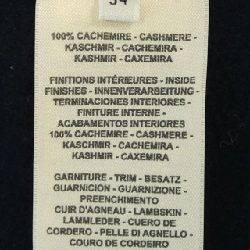 34
100% CACHEMIRE - CASHMERE -
KASCHMIR - CACHEMIRA -
KASHMIR - CAXEMIRA
FINITIONS INTÉRIEURES - INSIDE
FINISHES - INNENVERARBEITUNG -
TERMINACIONES INTERIORES -
FINITURE INTERNE -
ACABAMENTOS INTERIORES
100% CACHEMIRE - CASHMERE -
KASCHMIR - CACHEMIRA -
KASHMIR - CAXEMIRA
GARNITURE - TRIM - BESATZ -
GUARNICIÓN - GUARNIZIONE -
PREENCHIMENTO
CUIR D'AGNEAU - LAMBSKIN -
LAMMLEDER - CUERO DE
CORDERO - PELLE DI AGNELLO -
COURO DE CORDEIRO